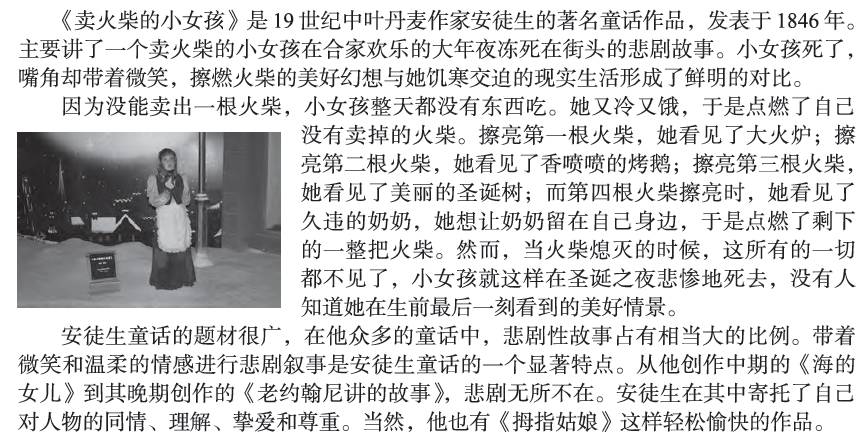 《卖火柴的小女孩》是 19 世纪中叶丹麦作家安徒生的著名童话作品，发表于 1846 年。
主要讲了一个卖火柴的小女孩在合家欢乐的大年夜冻死在街头的悲剧故事。小女孩死了，
嘴角却带着微笑，擦燃火柴的美好幻想与她饥寒交迫的现实生活形成了鲜明的对比。
因为没能卖出一根火柴，小女孩整天都没有东西吃。她又冷又饿，于是点燃了自己
没有卖掉的火柴。擦亮第一根火柴，她看见了大火炉；擦
亮第二根火柴，她看见了香喷喷的烤鹅；擦亮第三根火柴，
她看见了美丽的圣诞树；而第四根火柴擦亮时，她看见了
久违的奶奶，她想让奶奶留在自己身边，于是点燃了剩下
的一整把火柴。然而，当火柴熄灭的时候，这所有的一切
都不见了，小女孩就这样在圣诞之夜悲惨地死去，没有人
知道她在生前最后一刻看到的美好情景。
安徒生童话的题材很广，在他众多的童话中，悲剧性故事占有相当大的比例。带着
微笑和温柔的情感进行悲剧叙事是安徒生童话的一个显著特点。从他创作中期的《海的
女儿》到其晚期创作的《老约翰尼讲的故事》，悲剧无所不在。安徒生在其中寄托了自己
对人物的同情、理解、挚爱和尊重。当然，他也有《拇指姑娘》这样轻松愉快的作品。